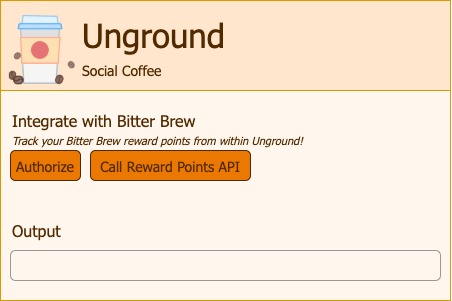 Unground
Social Coffee
Integrate with Bitter Brew
Track your Bitter Brew reward points from within Unground!
Authorize Call Reward Points API
Output